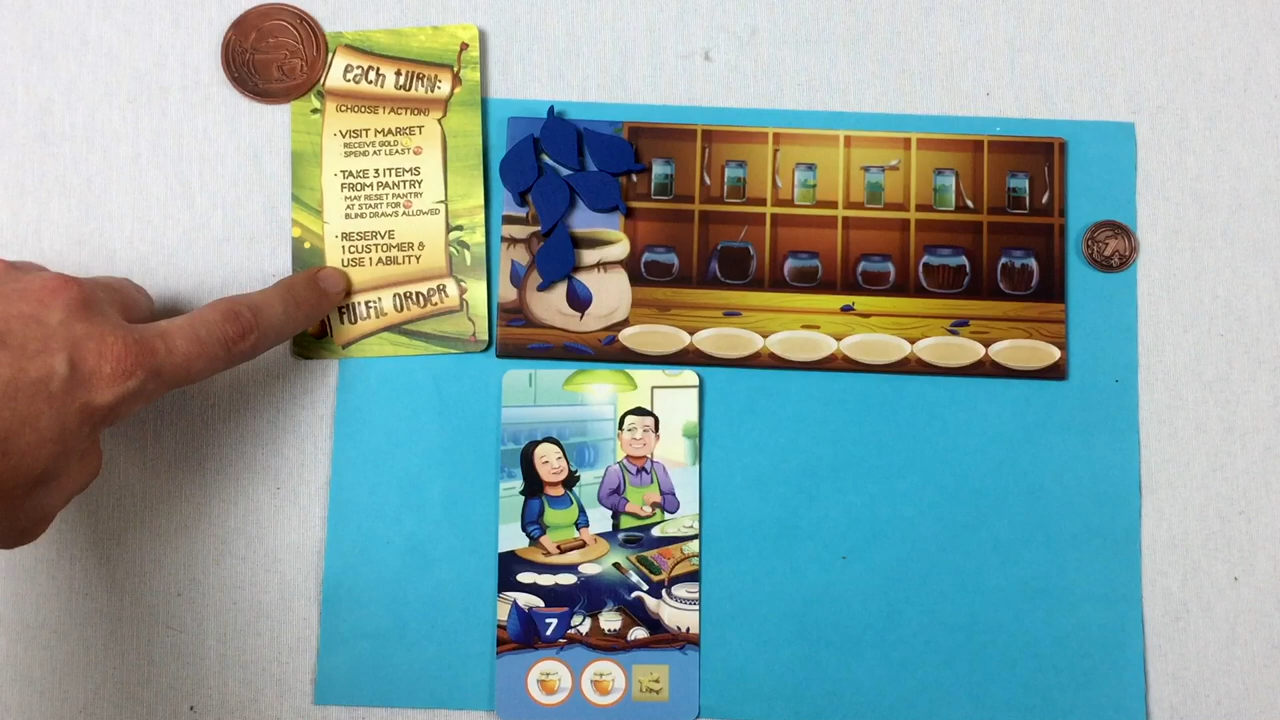 each turn:
(CHOOSE 1 ACTION)
• VISIT MARKET
- RECEIVE GOLD
- SPEND AT LEAST
• TAKE 3 ITEMS
FROM PANTRY
- MAY RESET PANTRY
AT START FOR
BLIND DRAWS ALLOWED
• RESERVE
1 CUSTOMER &
USE 1 ABILITY
FULFIL ORDER
7
1